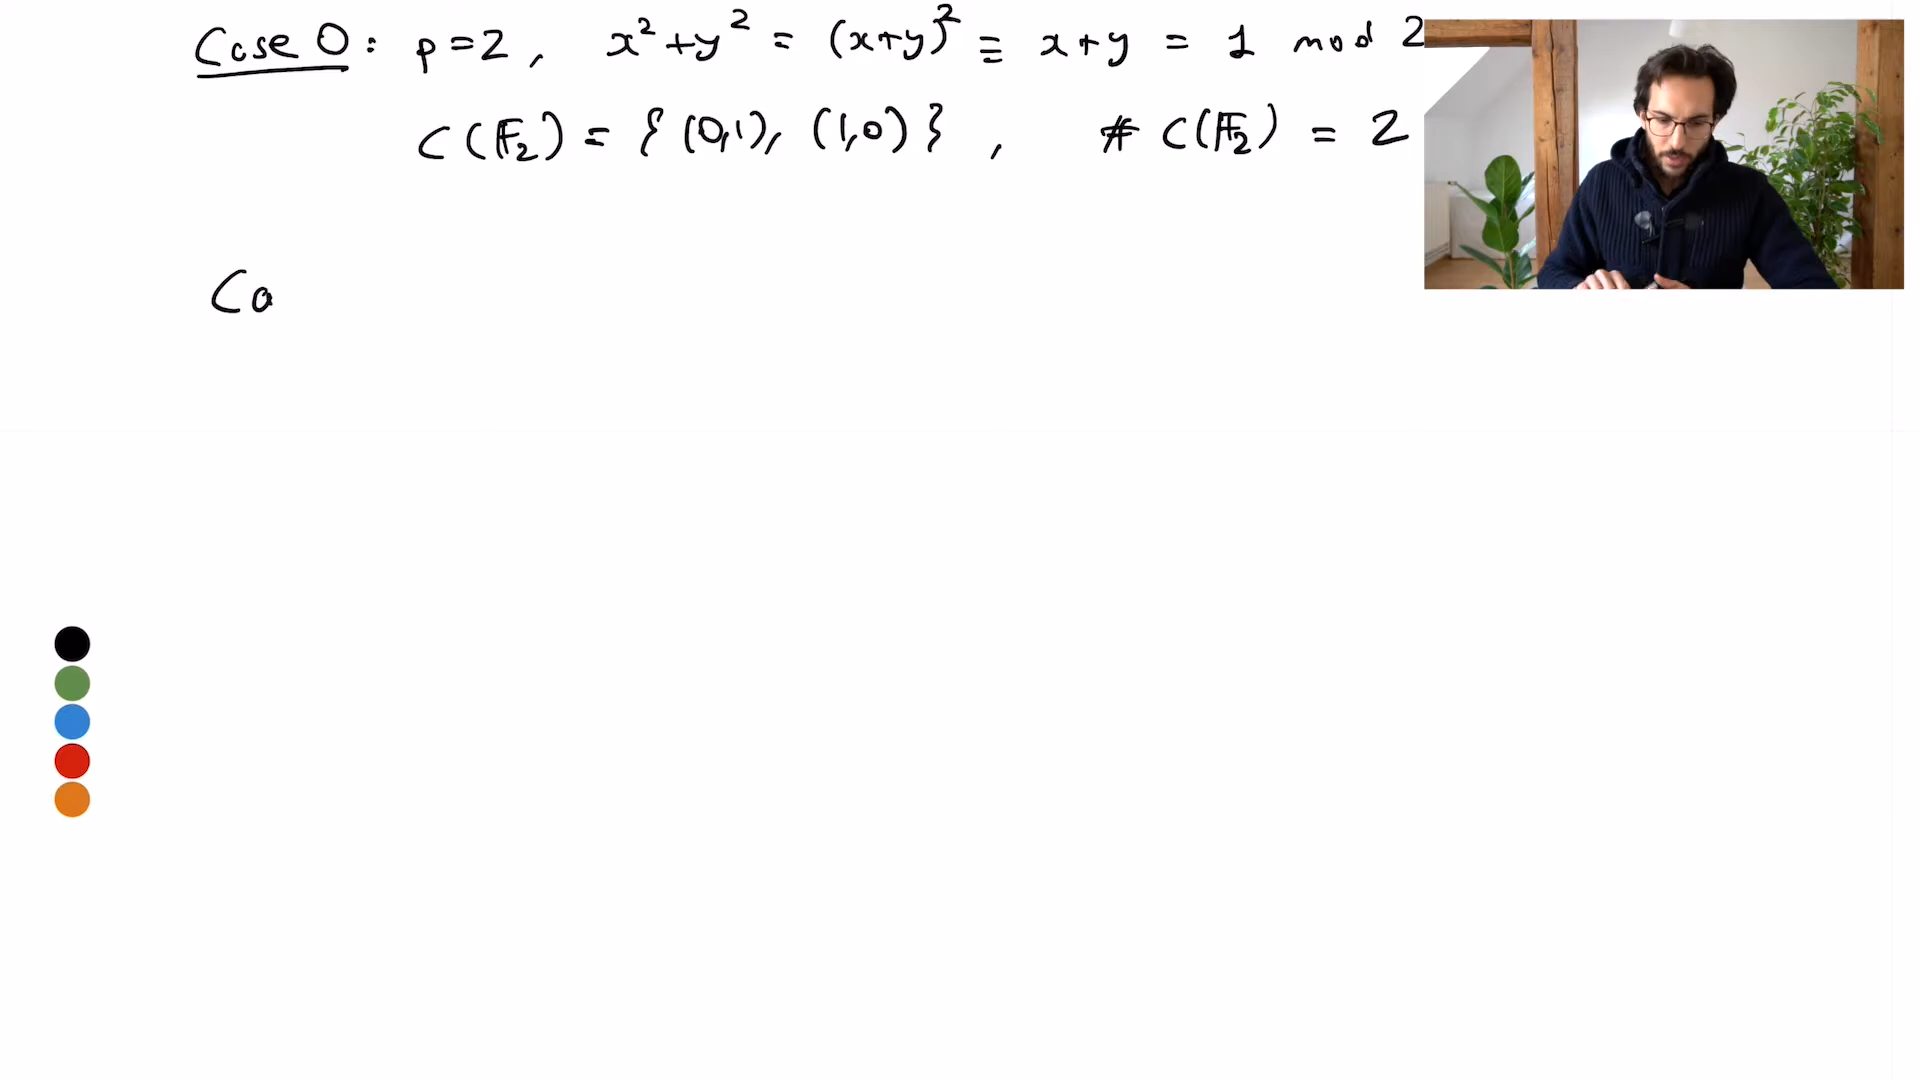 Case 0: p=2, x²+y² = (x+y)² ≡ x+y = 1 mod 2
C(𝔽₂) = {(0,1), (1,0)}, # C(𝔽₂) = 2
Ca